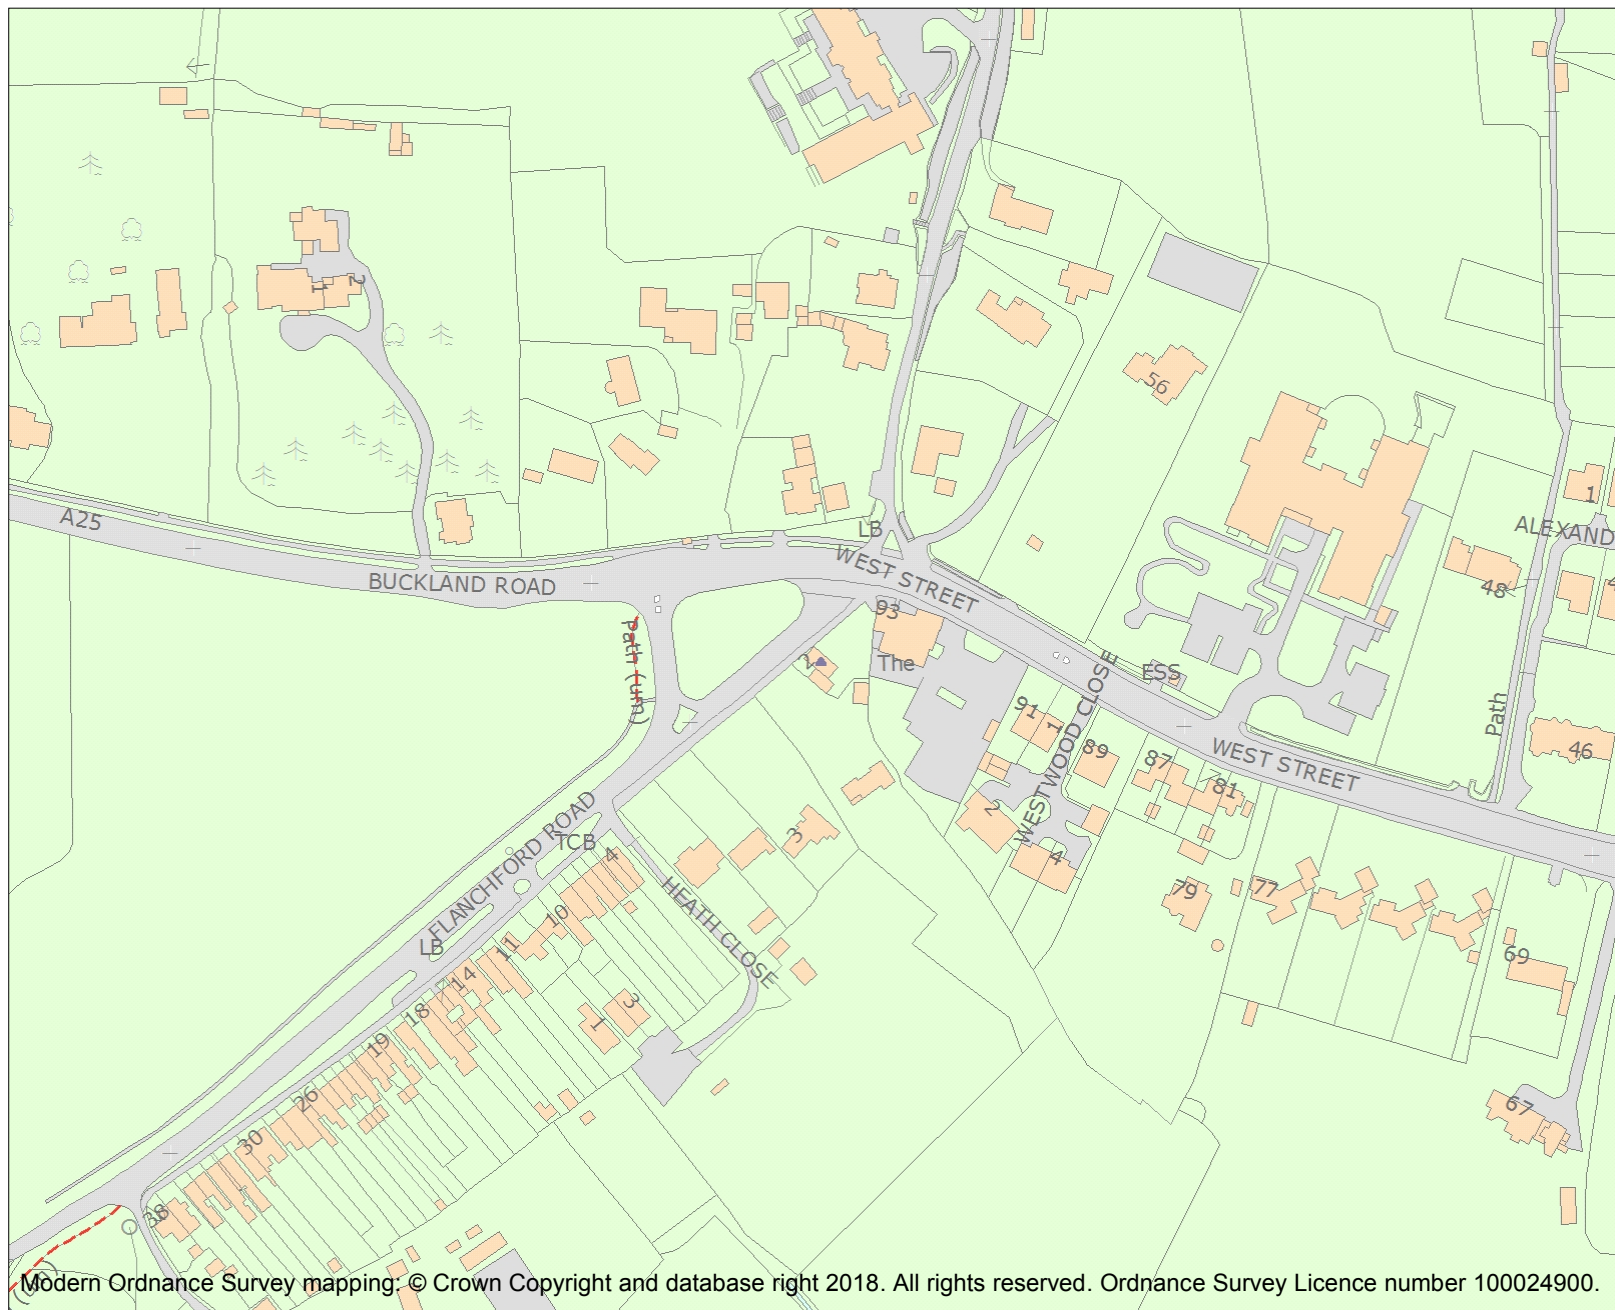 2
1
56
1
A25
LB
ALEXAND
WEST STREET
BUCKLAND ROAD
48
93
Path (um)
2
The
ESS
WESTWOOD CLOSE
91
1
Path
89
87
WEST STREET
46
81
FLANCHFORD ROAD
2
TCB
3
4
4
HEATH CLOSE
79
77
10
LB
11
69
14
3
18
1
19
26
67
30
38
Modern Ordnance Survey mapping: © Crown Copyright and database right 2018. All rights reserved. Ordnance Survey Licence number 100024900.